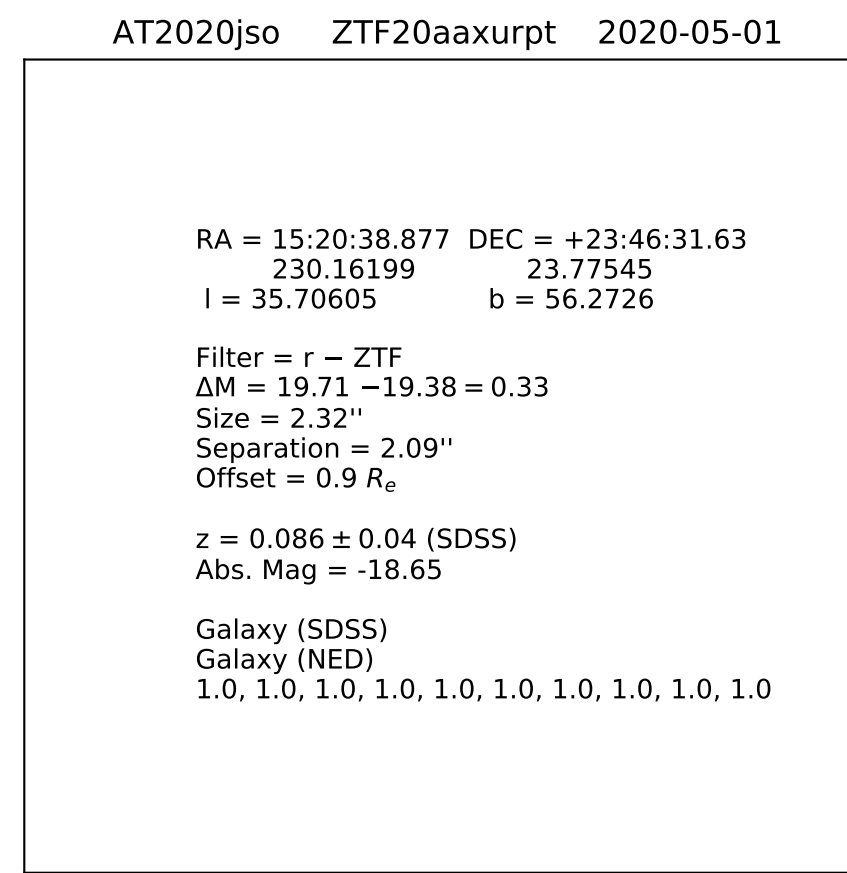 AT2020jso ZTF20aaxurpt 2020-05-01
RA = 15:20:38.877 DEC = +23:46:31.63
230.16199 23.77545
l = 35.70605 b = 56.2726
Filter = r − ZTF
ΔM = 19.71 −19.38 = 0.33
Size = 2.32''
Separation = 2.09''
Offset = 0.9 Rₑ
z = 0.086 ± 0.04 (SDSS)
Abs. Mag = -18.65
Galaxy (SDSS)
Galaxy (NED)
1.0, 1.0, 1.0, 1.0, 1.0, 1.0, 1.0, 1.0, 1.0, 1.0